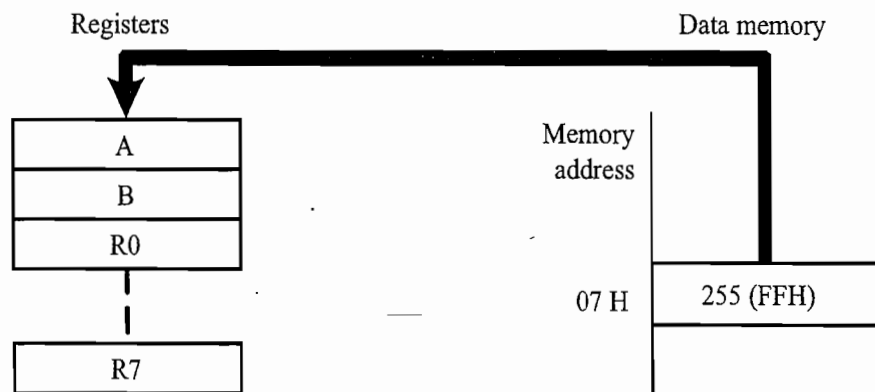 Registers
Data memory
A
B
R0
R7
Memory
address
07 H
255 (FFH)